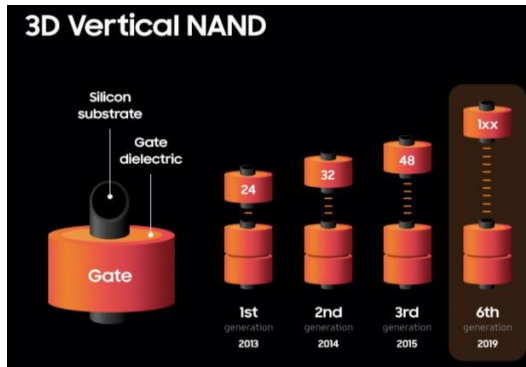 3D Vertical NAND
Silicon
substrate
Gate
dielectric
Gate
24
32
48
1xx
1st
generation
2013
2nd
generation
2014
3rd
generation
2015
6th
generation
2019